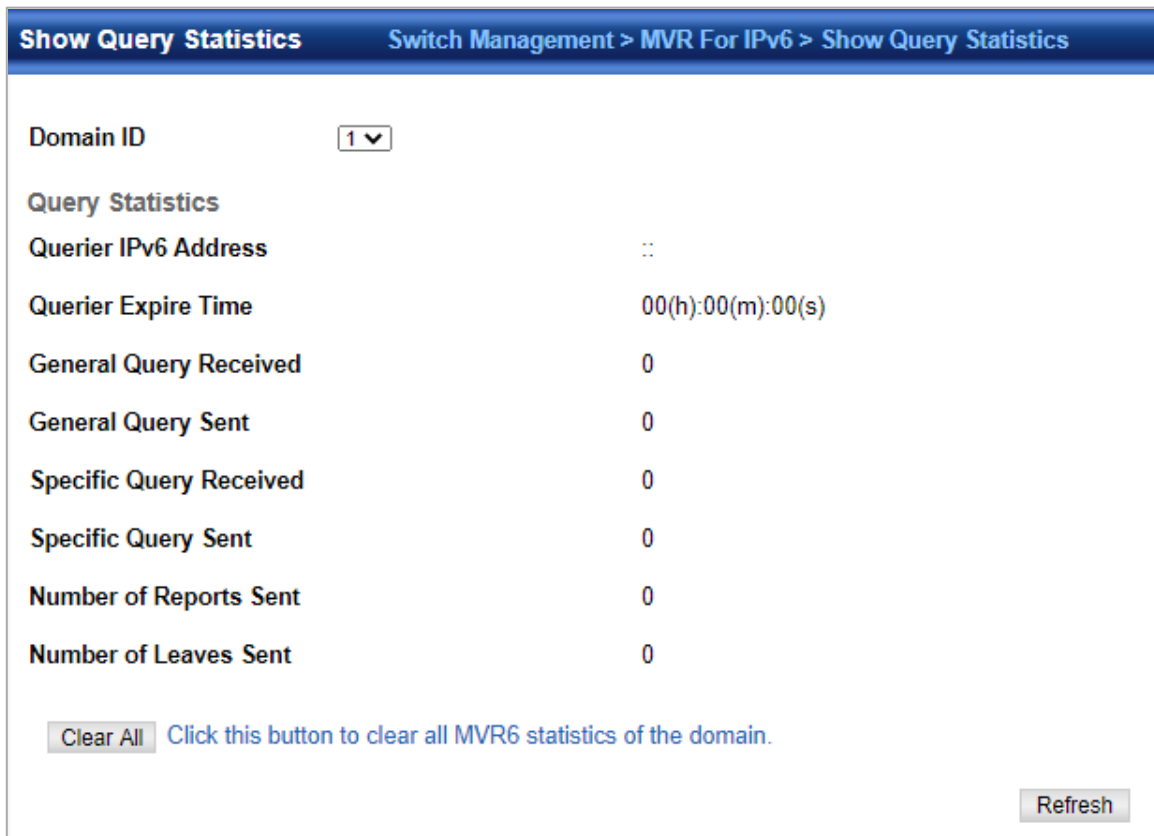 Show Query Statistics Switch Management > MVR For IPv6 > Show Query Statistics
Domain ID 1
Query Statistics
Querier IPv6 Address ::
Querier Expire Time 00(h):00(m):00(s)
General Query Received 0
General Query Sent 0
Specific Query Received 0
Specific Query Sent 0
Number of Reports Sent 0
Number of Leaves Sent 0
Clear All Click this button to clear all MVR6 statistics of the domain.
Refresh